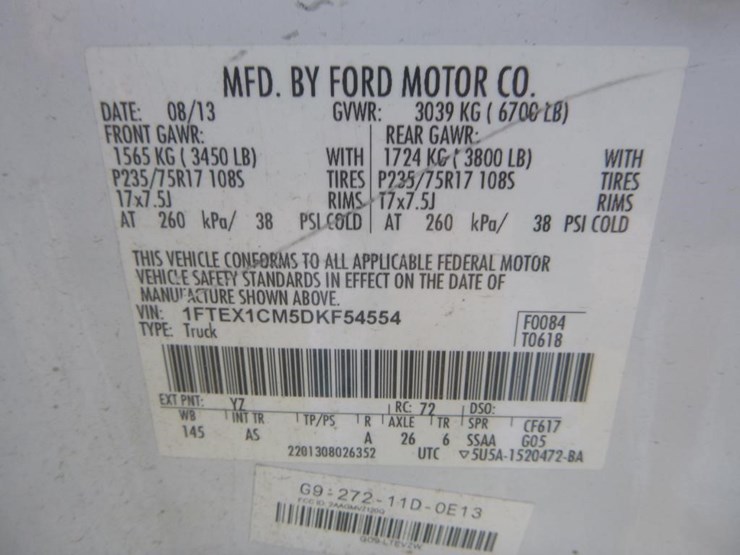 MFD. BY FORD MOTOR CO.
DATE: 08/13 GVWR: 3039 KG ( 6700 LB)
FRONT GAWR: REAR GAWR:
1565 KG ( 3450 LB) WITH 1724 KG ( 3800 LB) WITH
P235/75R17 108S TIRES P235/75R17 108S TIRES
17x7.5J RIMS 17x7.5J RIMS
AT 260 kPa/ 38 PSI COLD AT 260 kPa/ 38 PSI COLD
THIS VEHICLE CONFORMS TO ALL APPLICABLE FEDERAL MOTOR
VEHICLE SAFETY STANDARDS IN EFFECT ON THE DATE OF
MANUFACTURE SHOWN ABOVE.
VIN: 1FTEX1CM5DKF54554 F0084
TYPE: Truck T0618
EXT PNT: YZ RC: 72 DSO:
WB INT TR TP/PS R AXLE TR SPR CF617
145 AS A 26 6 SSAA G05
2201308026352 UTC ▽5U5A-1520472-BA
G9-272-11D-0E13